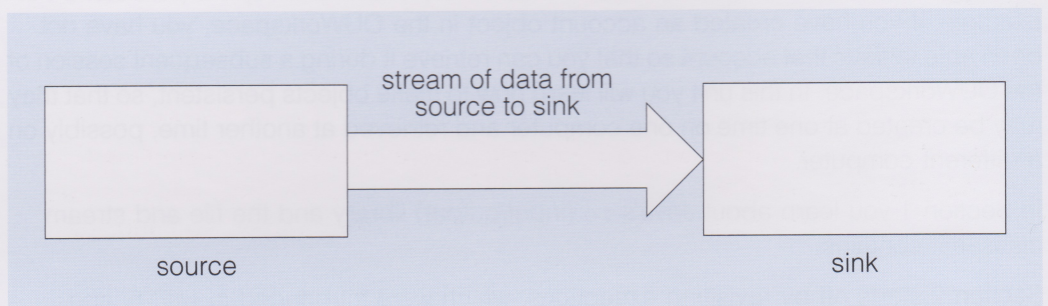 stream of data from
source to sink
source
sink